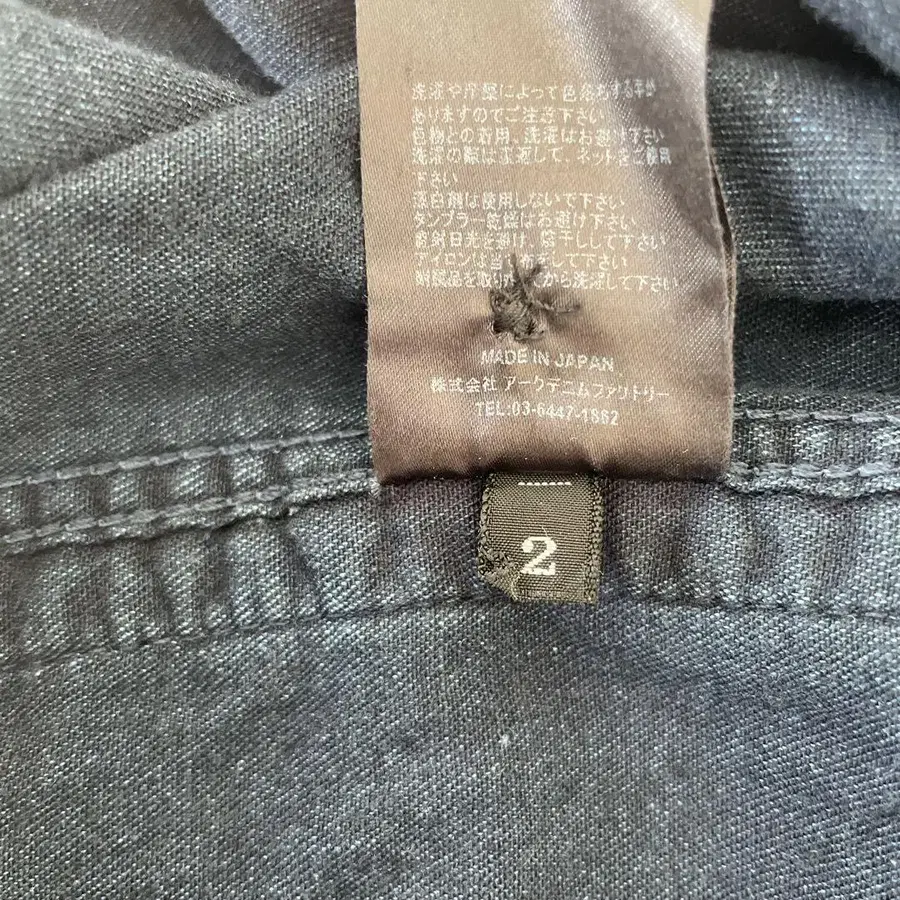 洗濯や汗等によって色落ちする事が
ありますのでご注意下さい
色物との着用、洗濯はお避け下さい
洗濯の際は裏返して、ネットをご使用
下さい
漂白剤は使用しないで下さい
タンブラー乾燥はお避け下さい
直射日光を避け、陰干しして下さい
アイロンは当て布をして下さい
附属品を取り から洗濯して下さい
MADE IN JAPAN
株式会社 アークデニムファクトリー
TEL:03-6447-1862
2